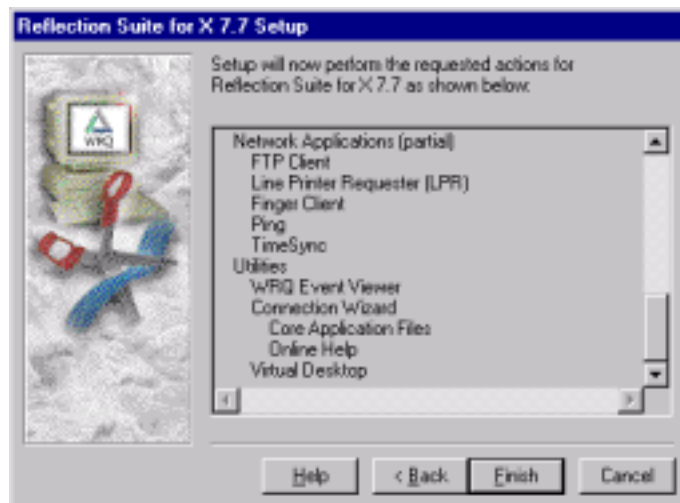 Reflection Suite for X 7.7 Setup
Setup will now perform the requested actions for
Reflection Suite for X 7.7 as shown below:
WRQ
Network Applications (partial)
FTP Client
Line Printer Requester (LPR)
Finger Client
Ping
TimeSync
Utilities
WRQ Event Viewer
Connection Wizard
Core Application Files
Online Help
Virtual Desktop
Help
< Back
Finish
Cancel